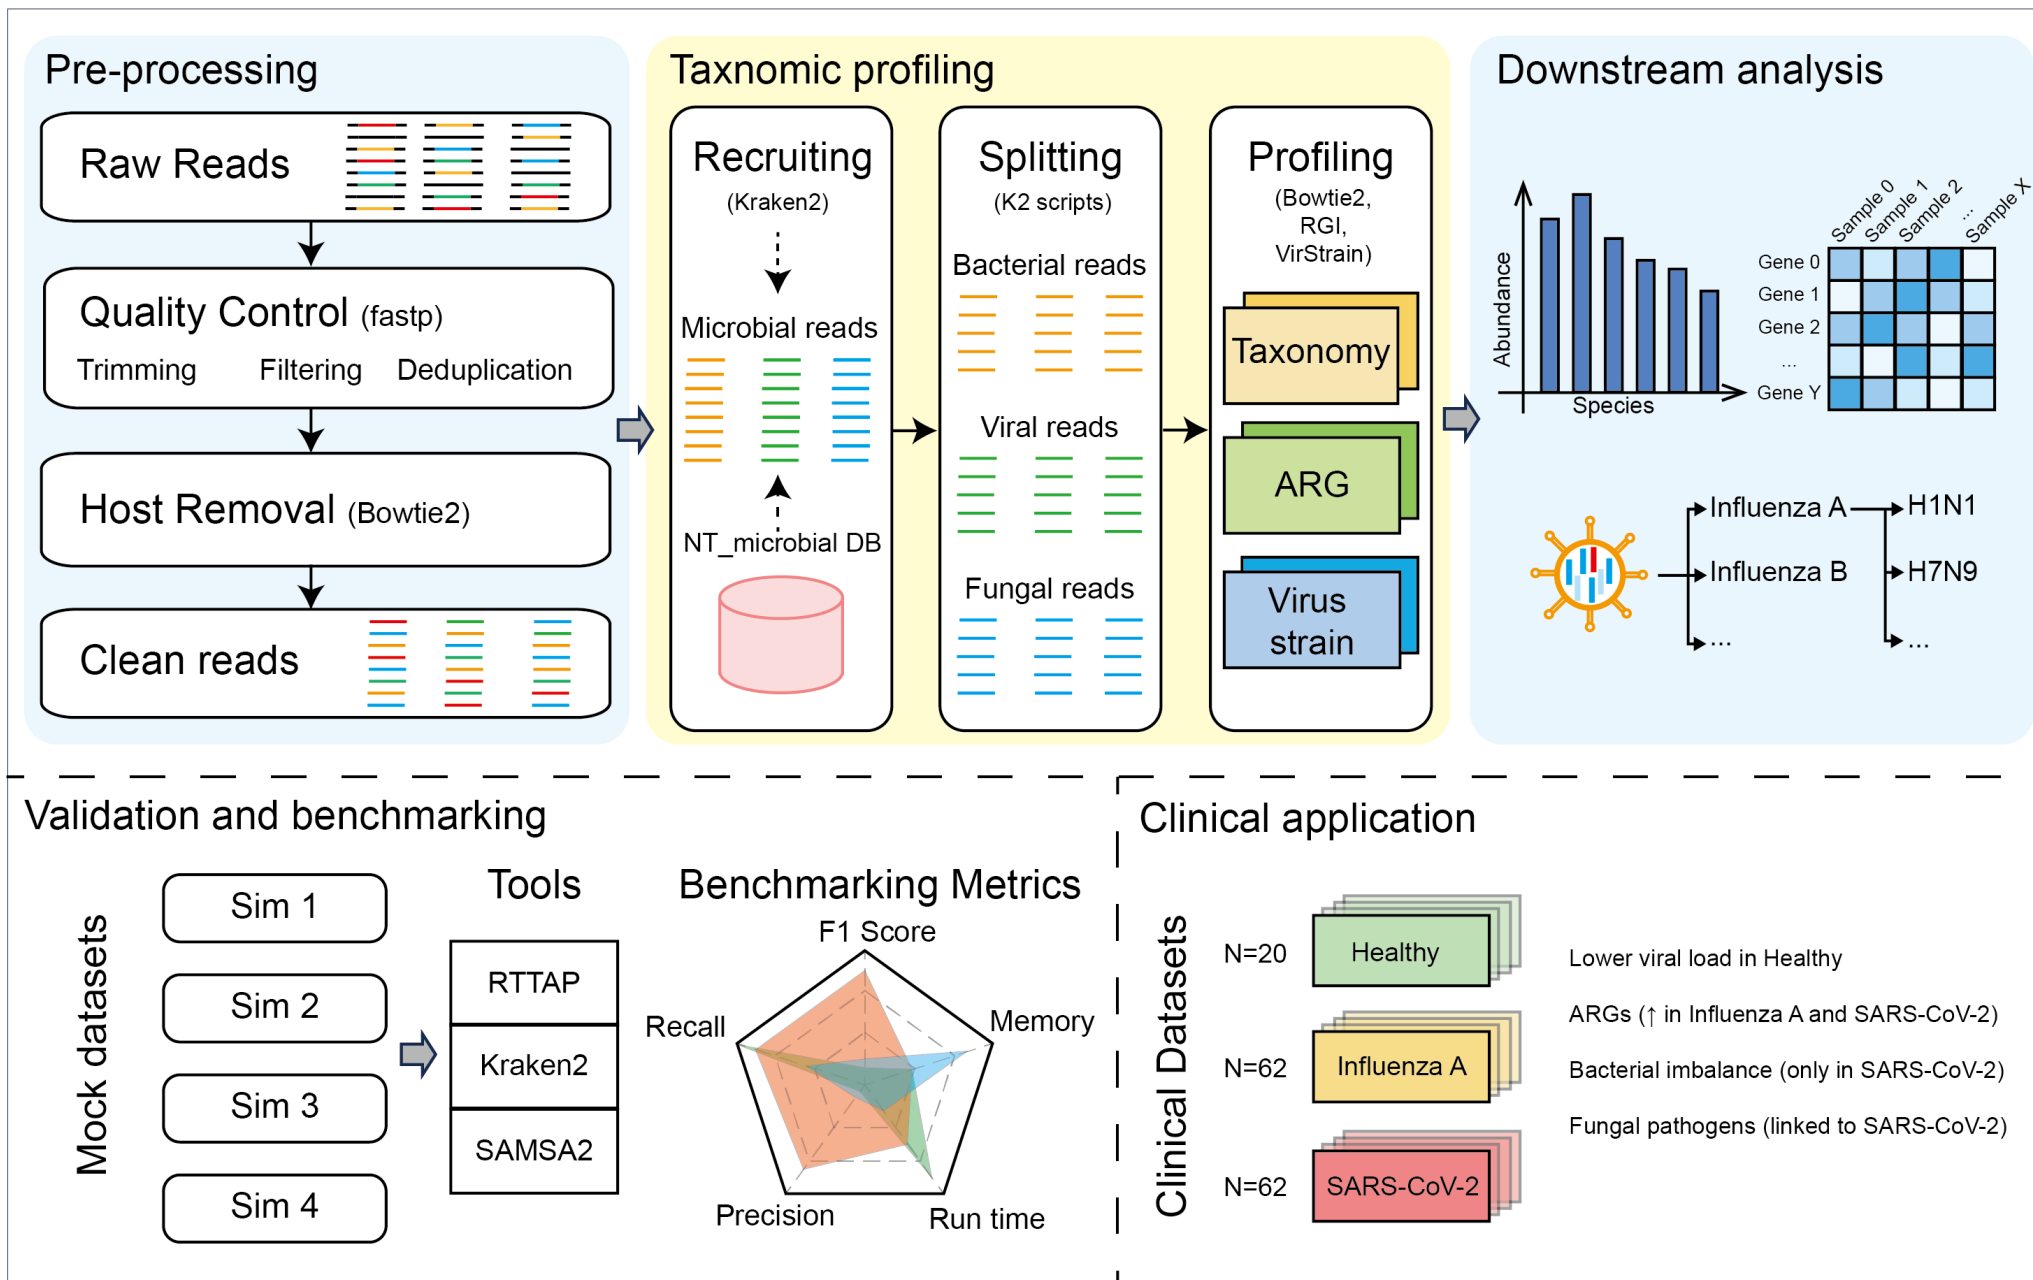 Pre-processing
Raw Reads
Quality Control (fastp)
Trimming Filtering Deduplication
Host Removal (Bowtie2)
Clean reads
Taxnomic profiling
Recruiting
(Kraken2)
Microbial reads
NT_microbial DB
Splitting
(K2 scripts)
Bacterial reads
Viral reads
Fungal reads
Profiling
(Bowtie2,
RGI,
VirStrain)
Taxonomy
ARG
Virus
strain
Downstream analysis
Abundance
Species
Sample 0
Sample 1
Sample 2
...
Sample X
Gene 0
Gene 1
Gene 2
...
Gene Y
Influenza A
Influenza B
...
H1N1
H7N9
...
Validation and benchmarking
Mock datasets
Sim 1
Sim 2
Sim 3
Sim 4
Tools
RTTAP
Kraken2
SAMSA2
Benchmarking Metrics
F1 Score
Recall
Memory
Precision
Run time
Clinical application
Clinical Datasets
N=20
Healthy
N=62
Influenza A
N=62
SARS-CoV-2
Lower viral load in Healthy
ARGs (↑ in Influenza A and SARS-CoV-2)
Bacterial imbalance (only in SARS-CoV-2)
Fungal pathogens (linked to SARS-CoV-2)